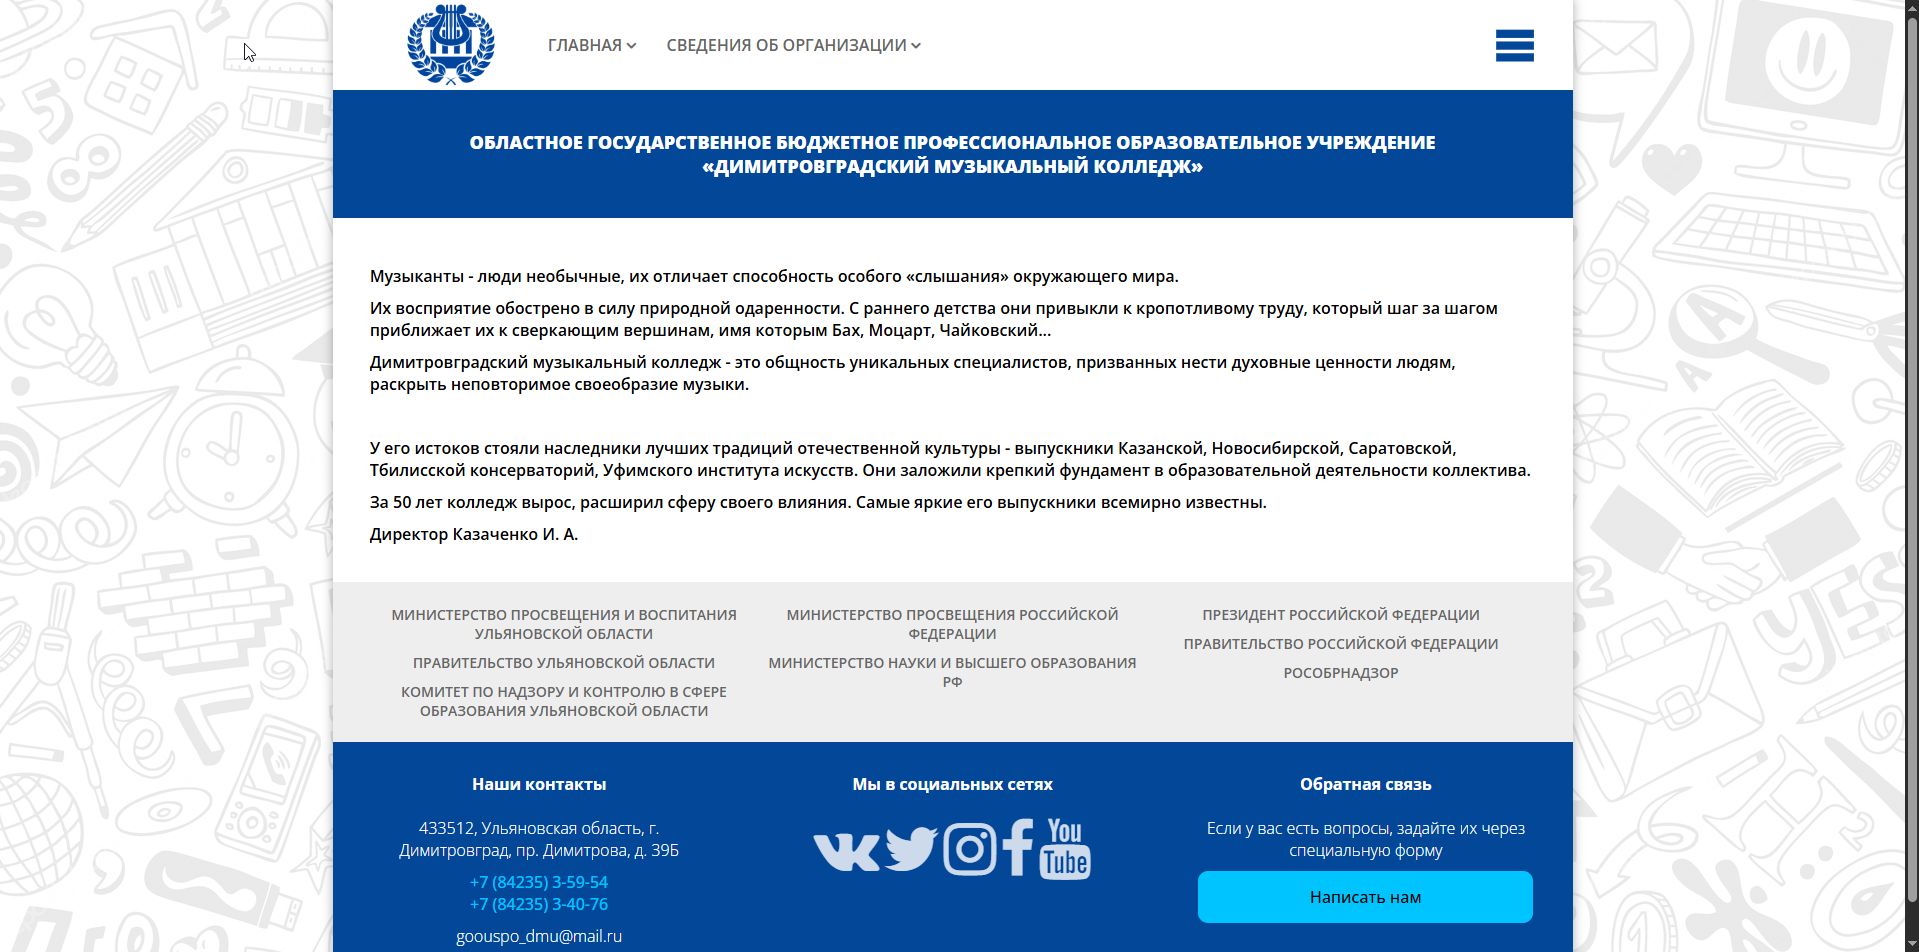 ГЛАВНАЯ
СВЕДЕНИЯ ОБ ОРГАНИЗАЦИИ
ОБЛАСТНОЕ ГОСУДАРСТВЕННОЕ БЮДЖЕТНОЕ ПРОФЕССИОНАЛЬНОЕ ОБРАЗОВАТЕЛЬНОЕ УЧРЕЖДЕНИЕ
«ДИМИТРОВГРАДСКИЙ МУЗЫКАЛЬНЫЙ КОЛЛЕДЖ»
Музыканты - люди необычные, их отличает способность особого «слышания» окружающего мира.
Их восприятие обострено в силу природной одаренности. С раннего детства они привыкли к кропотливому труду, который шаг за шагом
приближает их к сверкающим вершинам, имя которым Бах, Моцарт, Чайковский...
Димитровградский музыкальный колледж - это общность уникальных специалистов, призванных нести духовные ценности людям,
раскрыть неповторимое своеобразие музыки.
У его истоков стояли наследники лучших традиций отечественной культуры - выпускники Казанской, Новосибирской, Саратовской,
Тбилисской консерваторий, Уфимского института искусств. Они заложили крепкий фундамент в образовательной деятельности коллектива.
За 50 лет колледж вырос, расширил сферу своего влияния. Самые яркие его выпускники всемирно известны.
Директор Казаченко И. А.
МИНИСТЕРСТВО ПРОСВЕЩЕНИЯ И ВОСПИТАНИЯ
УЛЬЯНОВСКОЙ ОБЛАСТИ
ПРАВИТЕЛЬСТВО УЛЬЯНОВСКОЙ ОБЛАСТИ
КОМИТЕТ ПО НАДЗОРУ И КОНТРОЛЮ В СФЕРЕ
ОБРАЗОВАНИЯ УЛЬЯНОВСКОЙ ОБЛАСТИ
МИНИСТЕРСТВО ПРОСВЕЩЕНИЯ РОССИЙСКОЙ
ФЕДЕРАЦИИ
МИНИСТЕРСТВО НАУКИ И ВЫСШЕГО ОБРАЗОВАНИЯ
РФ
ПРЕЗИДЕНТ РОССИЙСКОЙ ФЕДЕРАЦИИ
ПРАВИТЕЛЬСТВО РОССИЙСКОЙ ФЕДЕРАЦИИ
РОСОБРНАДЗОР
Наши контакты
433512, Ульяновская область, г.
Димитровград, пр. Димитрова, д. 39Б
+7 (84235) 3-59-54
+7 (84235) 3-40-76
goouspo_dmu@mail.ru
Мы в социальных сетях
You
Tube
Обратная связь
Если у вас есть вопросы, задайте их через
специальную форму
Написать нам
YES